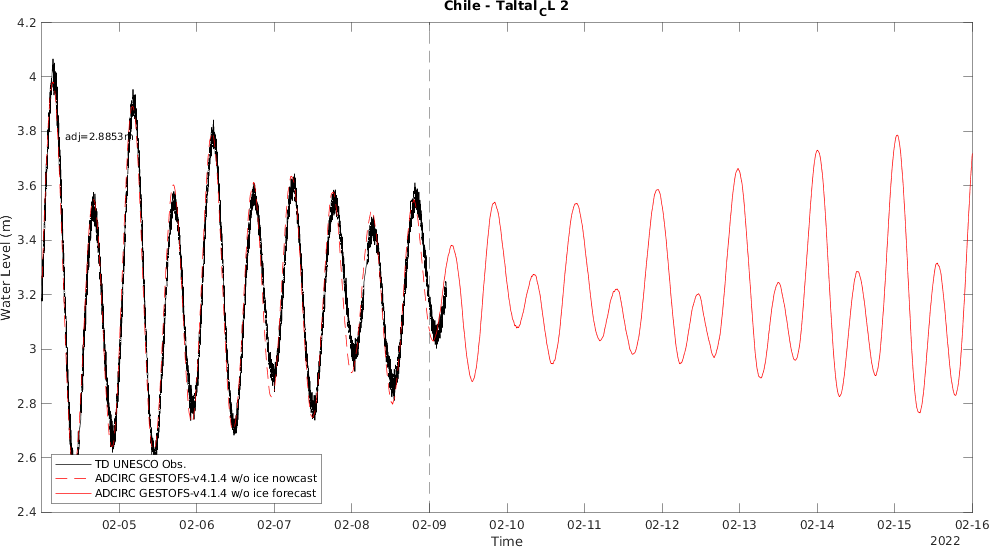 Chile - TaltalCL 2
4.2
4
3.8
3.6
3.4
3.2
3
2.8
2.6
2.4
Water Level (m)
adj=2.8853m
TD UNESCO Obs.
ADCIRC GESTOFS-v4.1.4 w/o ice nowcast
ADCIRC GESTOFS-v4.1.4 w/o ice forecast
02-05 02-06 02-07 02-08 02-09 02-10 02-11 02-12 02-13 02-14 02-15 02-16
Time
2022